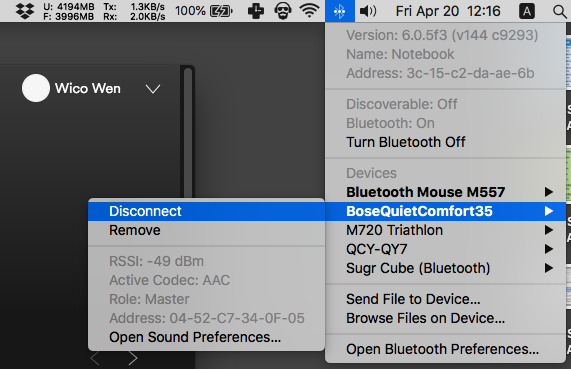 U: 4194MB Tx: 1.3KB/s
F: 3996MB Rx: 2.0KB/s
100%
Fri Apr 20 12:16 A
Version: 6.0.5f3 (v144 c9293)
Name: Notebook
Address: 3c-15-c2-da-ae-6b
Discoverable: Off
Bluetooth: On
Turn Bluetooth Off
Devices
Bluetooth Mouse M557
BoseQuietComfort35
M720 Triathlon
QCY-QY7
Sugr Cube (Bluetooth)
Send File to Device...
Browse Files on Device...
Open Bluetooth Preferences...
Wico Wen
Disconnect
Remove
RSSI: -49 dBm
Active Codec: AAC
Role: Master
Address: 04-52-C7-34-0F-05
Open Sound Preferences...